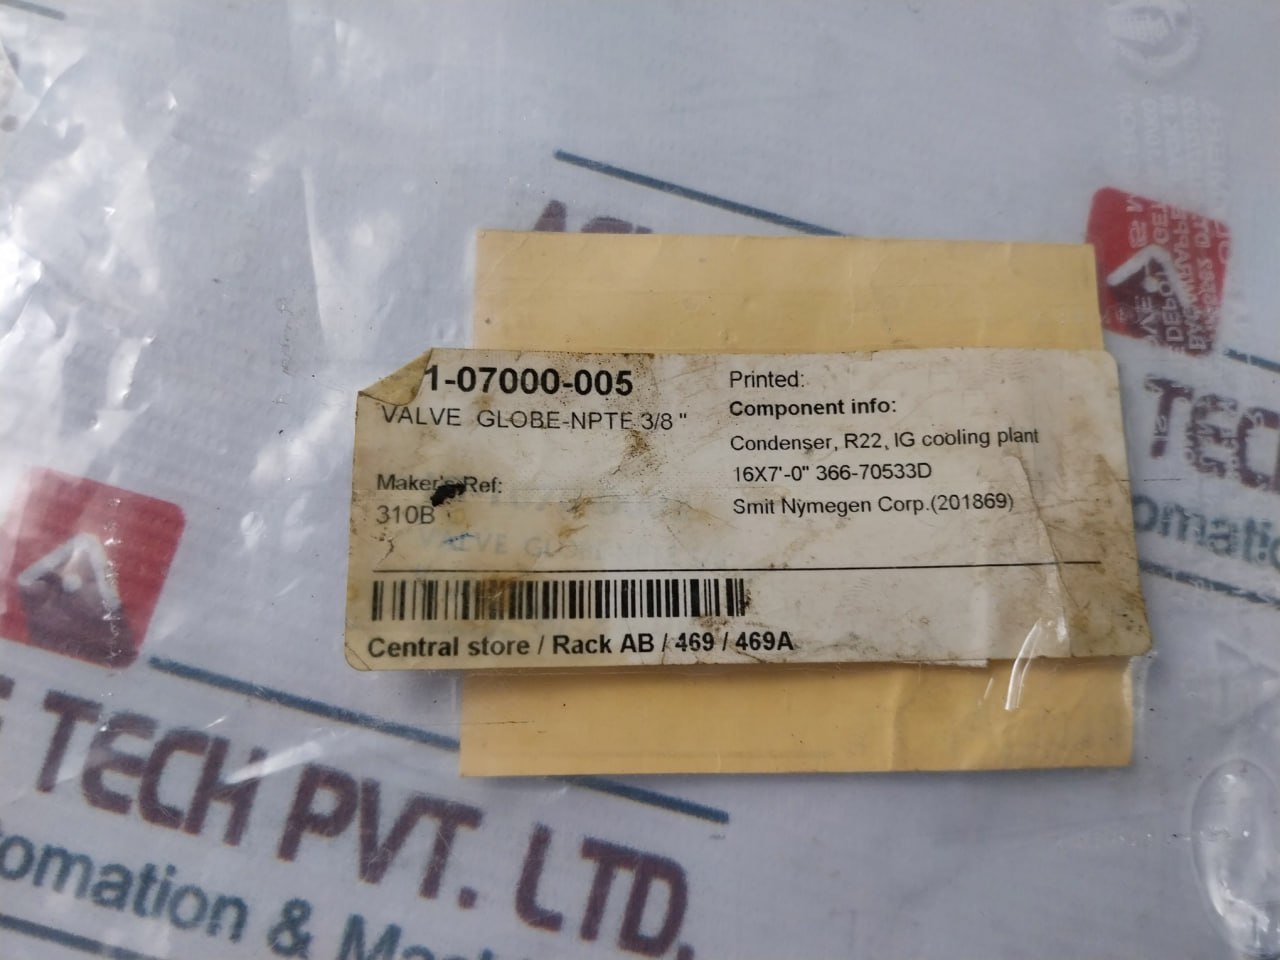 1-07000-005
VALVE GLOBE-NPTE 3/8 "
Maker's Ref:
310B
Printed:
Component info:
Condenser, R22, IG cooling plant
16X7'-0" 366-70533D
Smit Nymegen Corp.(201869)
VALVE
Central store / Rack AB / 469 / 469A
TECH PVT. LTD.
omation &
TECH
omatic